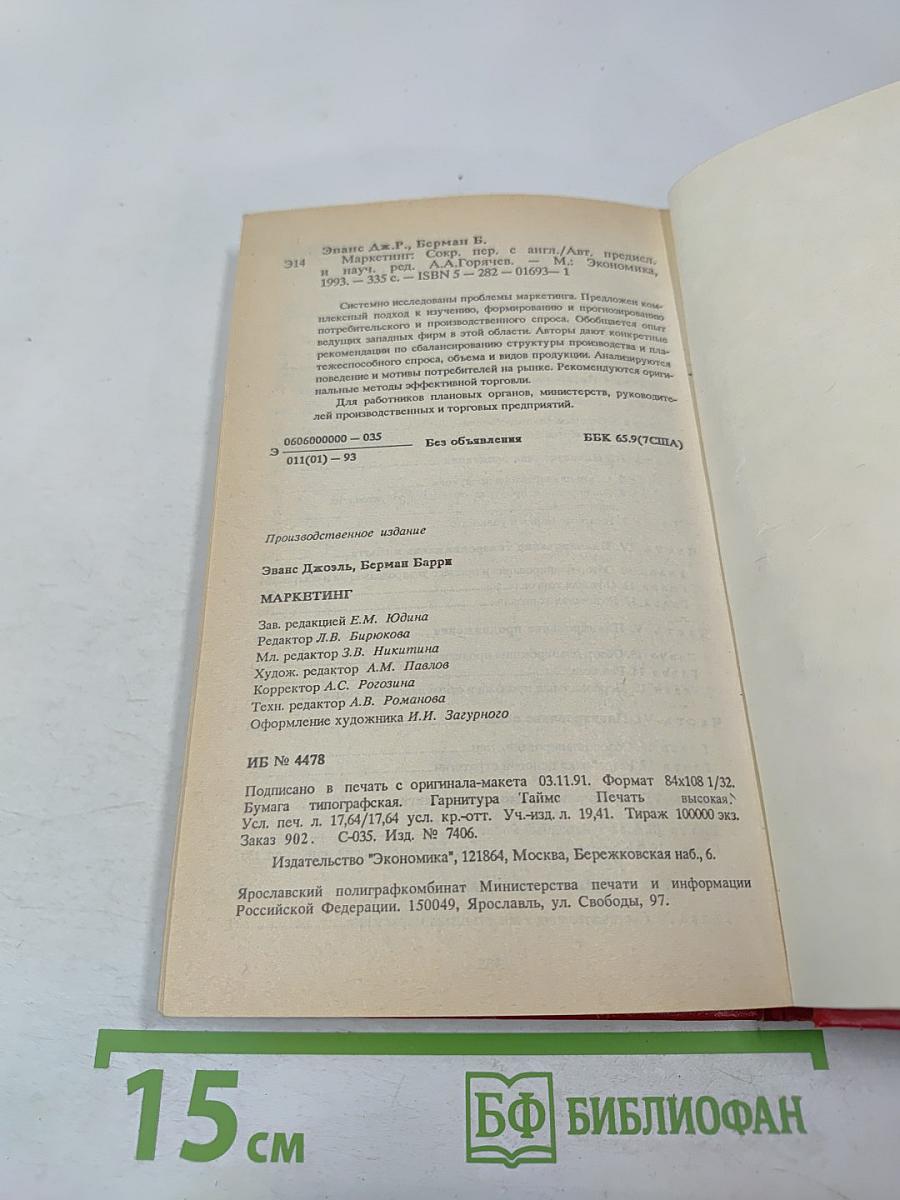 Эванс Дж.Р., Берман Б.
Э14 Маркетинг: Сокр. пер. с англ./Авт. предисл.
и науч. ред. А.А.Горячев. — М.: Экономика,
1993. — 335 с. — ISBN 5 — 282 — 01693— 1
Системно исследованы проблемы маркетинга. Предложен ком-
плексный подход к изучению, формированию и прогнозированию
потребительского и производственного спроса. Обобщается опыт
ведущих западных фирм в этой области. Авторы дают конкретные
рекомендации по сбалансированию структуры производства и пла-
тежеспособного спроса, объема и видов продукции. Анализируются
поведение и мотивы потребителей на рынке. Рекомендуются ориги-
нальные методы эффективной торговли.
Для работников плановых органов, министерств, руководите-
лей производственных и торговых предприятий.
Э 0606000000 — 035 Без объявления ББК 65.9(7США)
011(01) — 93
Производственное издание
Эванс Джоэль, Берман Барри
МАРКЕТИНГ
Зав. редакцией Е.М. Юдина
Редактор Л.В. Бирюкова
Мл. редактор З.В. Никитина
Худож. редактор А.М. Павлов
Корректор А.С. Рогозина
Техн. редактор А.В. Романова
Оформление художника И.И. Загурного
ИБ № 4478
Подписано в печать с оригинала-макета 03.11.91. Формат 84х108 1/32.
Бумага типографская. Гарнитура Таймс Печать высокая.
Усл. печ. л. 17,64/17,64 усл. кр.-отт. Уч.-изд. л. 19,41. Тираж 100000 экз.
Заказ 902. С-035. Изд. № 7406.
Издательство "Экономика", 121864, Москва, Бережковская наб., 6.
Ярославский полиграфкомбинат Министерства печати и информации
Российской Федерации. 150049, Ярославль, ул. Свободы, 97.
15 см
БФ БИБЛИОФАН